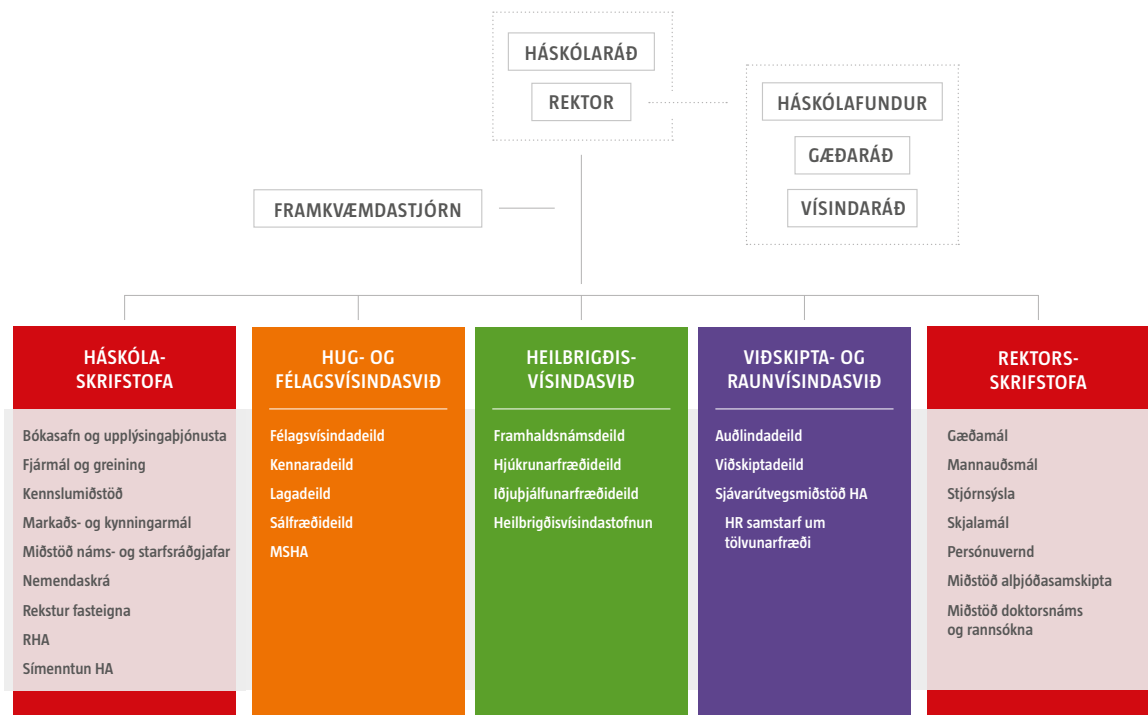 HÁSKÓLARÁÐ
REKTOR
HÁSKÓLAFUNDUR
GÆÐARÁÐ
VÍSINDARÁÐ
FRAMKVÆMDASTJÓRN
HÁSKÓLA-
SKRIFSTOFA
Bókasafn og upplýsingaþjónusta
Fjármál og greining
Kennslumiðstöð
Markaðs- og kynningarmál
Miðstöð náms- og starfsráðgjafar
Nemendaskrá
Rekstur fasteigna
RHA
Símenntun HA
HUG- OG
FÉLAGSVÍSINDASVIÐ
Félagsvísindadeild
Kennaradeild
Lagadeild
Sálfræðideild
MSHA
HEILBRIGÐIS-
VÍSINDASVIÐ
Framhaldsnámsdeild
Hjúkrunarfræðideild
Iðjuþjálfunarfræðideild
Heilbrigðisvísindastofnun
VIÐSKIPTA- OG
RAUNVÍSINDASVIÐ
Auðlindadeild
Viðskiptadeild
Sjávarútvegsmiðstöð HA
HR samstarf um
tölvunarfræði
REKTORS-
SKRIFSTOFA
Gæðamál
Mannauðsmál
Stjórnsýsla
Skjalamál
Persónuvernd
Miðstöð alþjóðasamskipta
Miðstöð doktorsnáms
og rannsókna